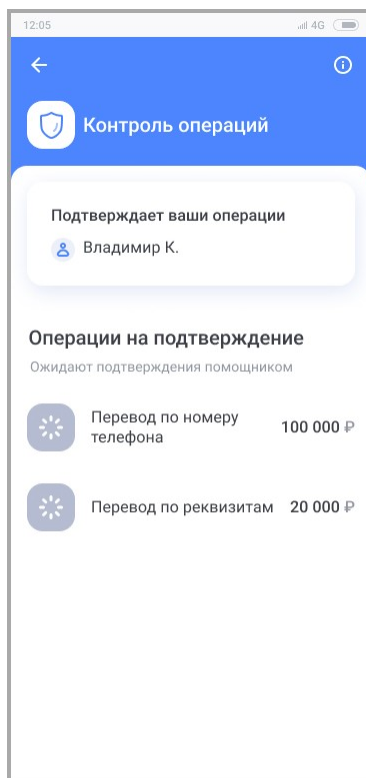 12:05
4G
Контроль операций
Подтверждает ваши операции
Владимир К.
Операции на подтверждение
Ожидают подтверждения помощником
Перевод по номеру
телефона
100 000 ₽
Перевод по реквизитам
20 000 ₽